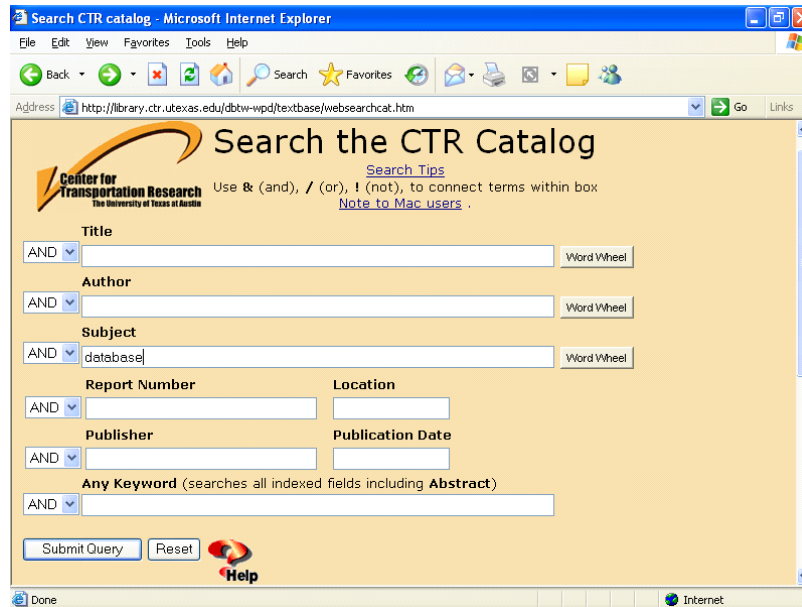 Search CTR catalog - Microsoft Internet Explorer
File Edit View Favorites Tools Help
Back Search Favorites
Address http://library.ctr.utexas.edu/dbtw-wpd/textbase/websearchcat.htm Go Links
Search the CTR Catalog
Center for
Transportation Research
The University of Texas at Austin
Search Tips
Use & (and), / (or), ! (not), to connect terms within box
Note to Mac users .
Title
AND Word Wheel
Author
AND Word Wheel
Subject
AND database Word Wheel
Report Number Location
AND
Publisher Publication Date
AND
Any Keyword (searches all indexed fields including Abstract)
AND
Submit Query Reset
Help
Done Internet